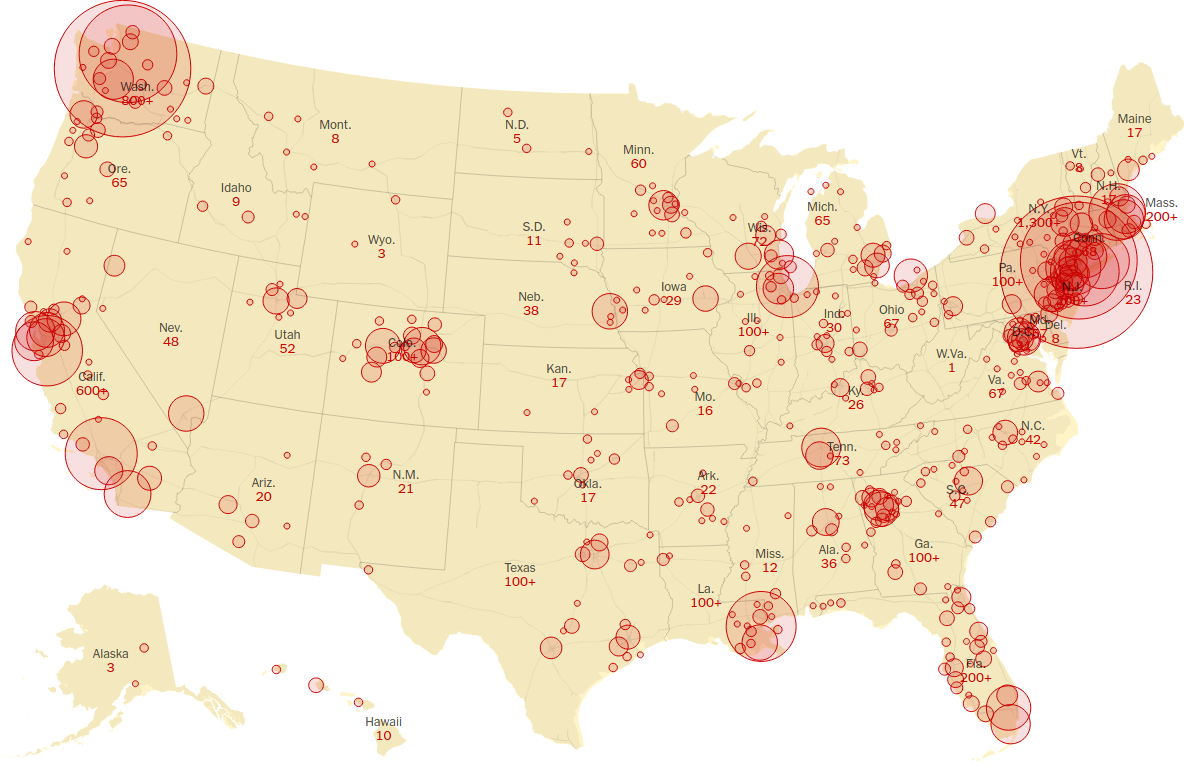 Wash.
800+
Mont.
8
N.D.
5
Minn.
60
Maine
17
Vt.
8
Ore.
65
Idaho
9
N.H.
17
Mass.
200+
N.Y.
1,300+
Mich.
65
Wis.
72
S.D.
11
Wyo.
3
Conn.
Pa.
100+
N.J.
R.I.
23
Iowa
29
Neb.
38
Ill.
100+
Ind.
30
Ohio
67
Md.
D.C.
Del.
8
Nev.
48
Utah
52
Colo.
100+
Calif.
600+
Kan.
17
Mo.
16
W.Va.
1
Va.
67
Ky.
26
N.C.
42
Tenn.
73
Ariz.
20
N.M.
21
Okla.
17
Ark.
22
S.C.
47
Texas
100+
La.
100+
Miss.
12
Ala.
36
Ga.
100+
Fla.
200+
Alaska
3
Hawaii
10